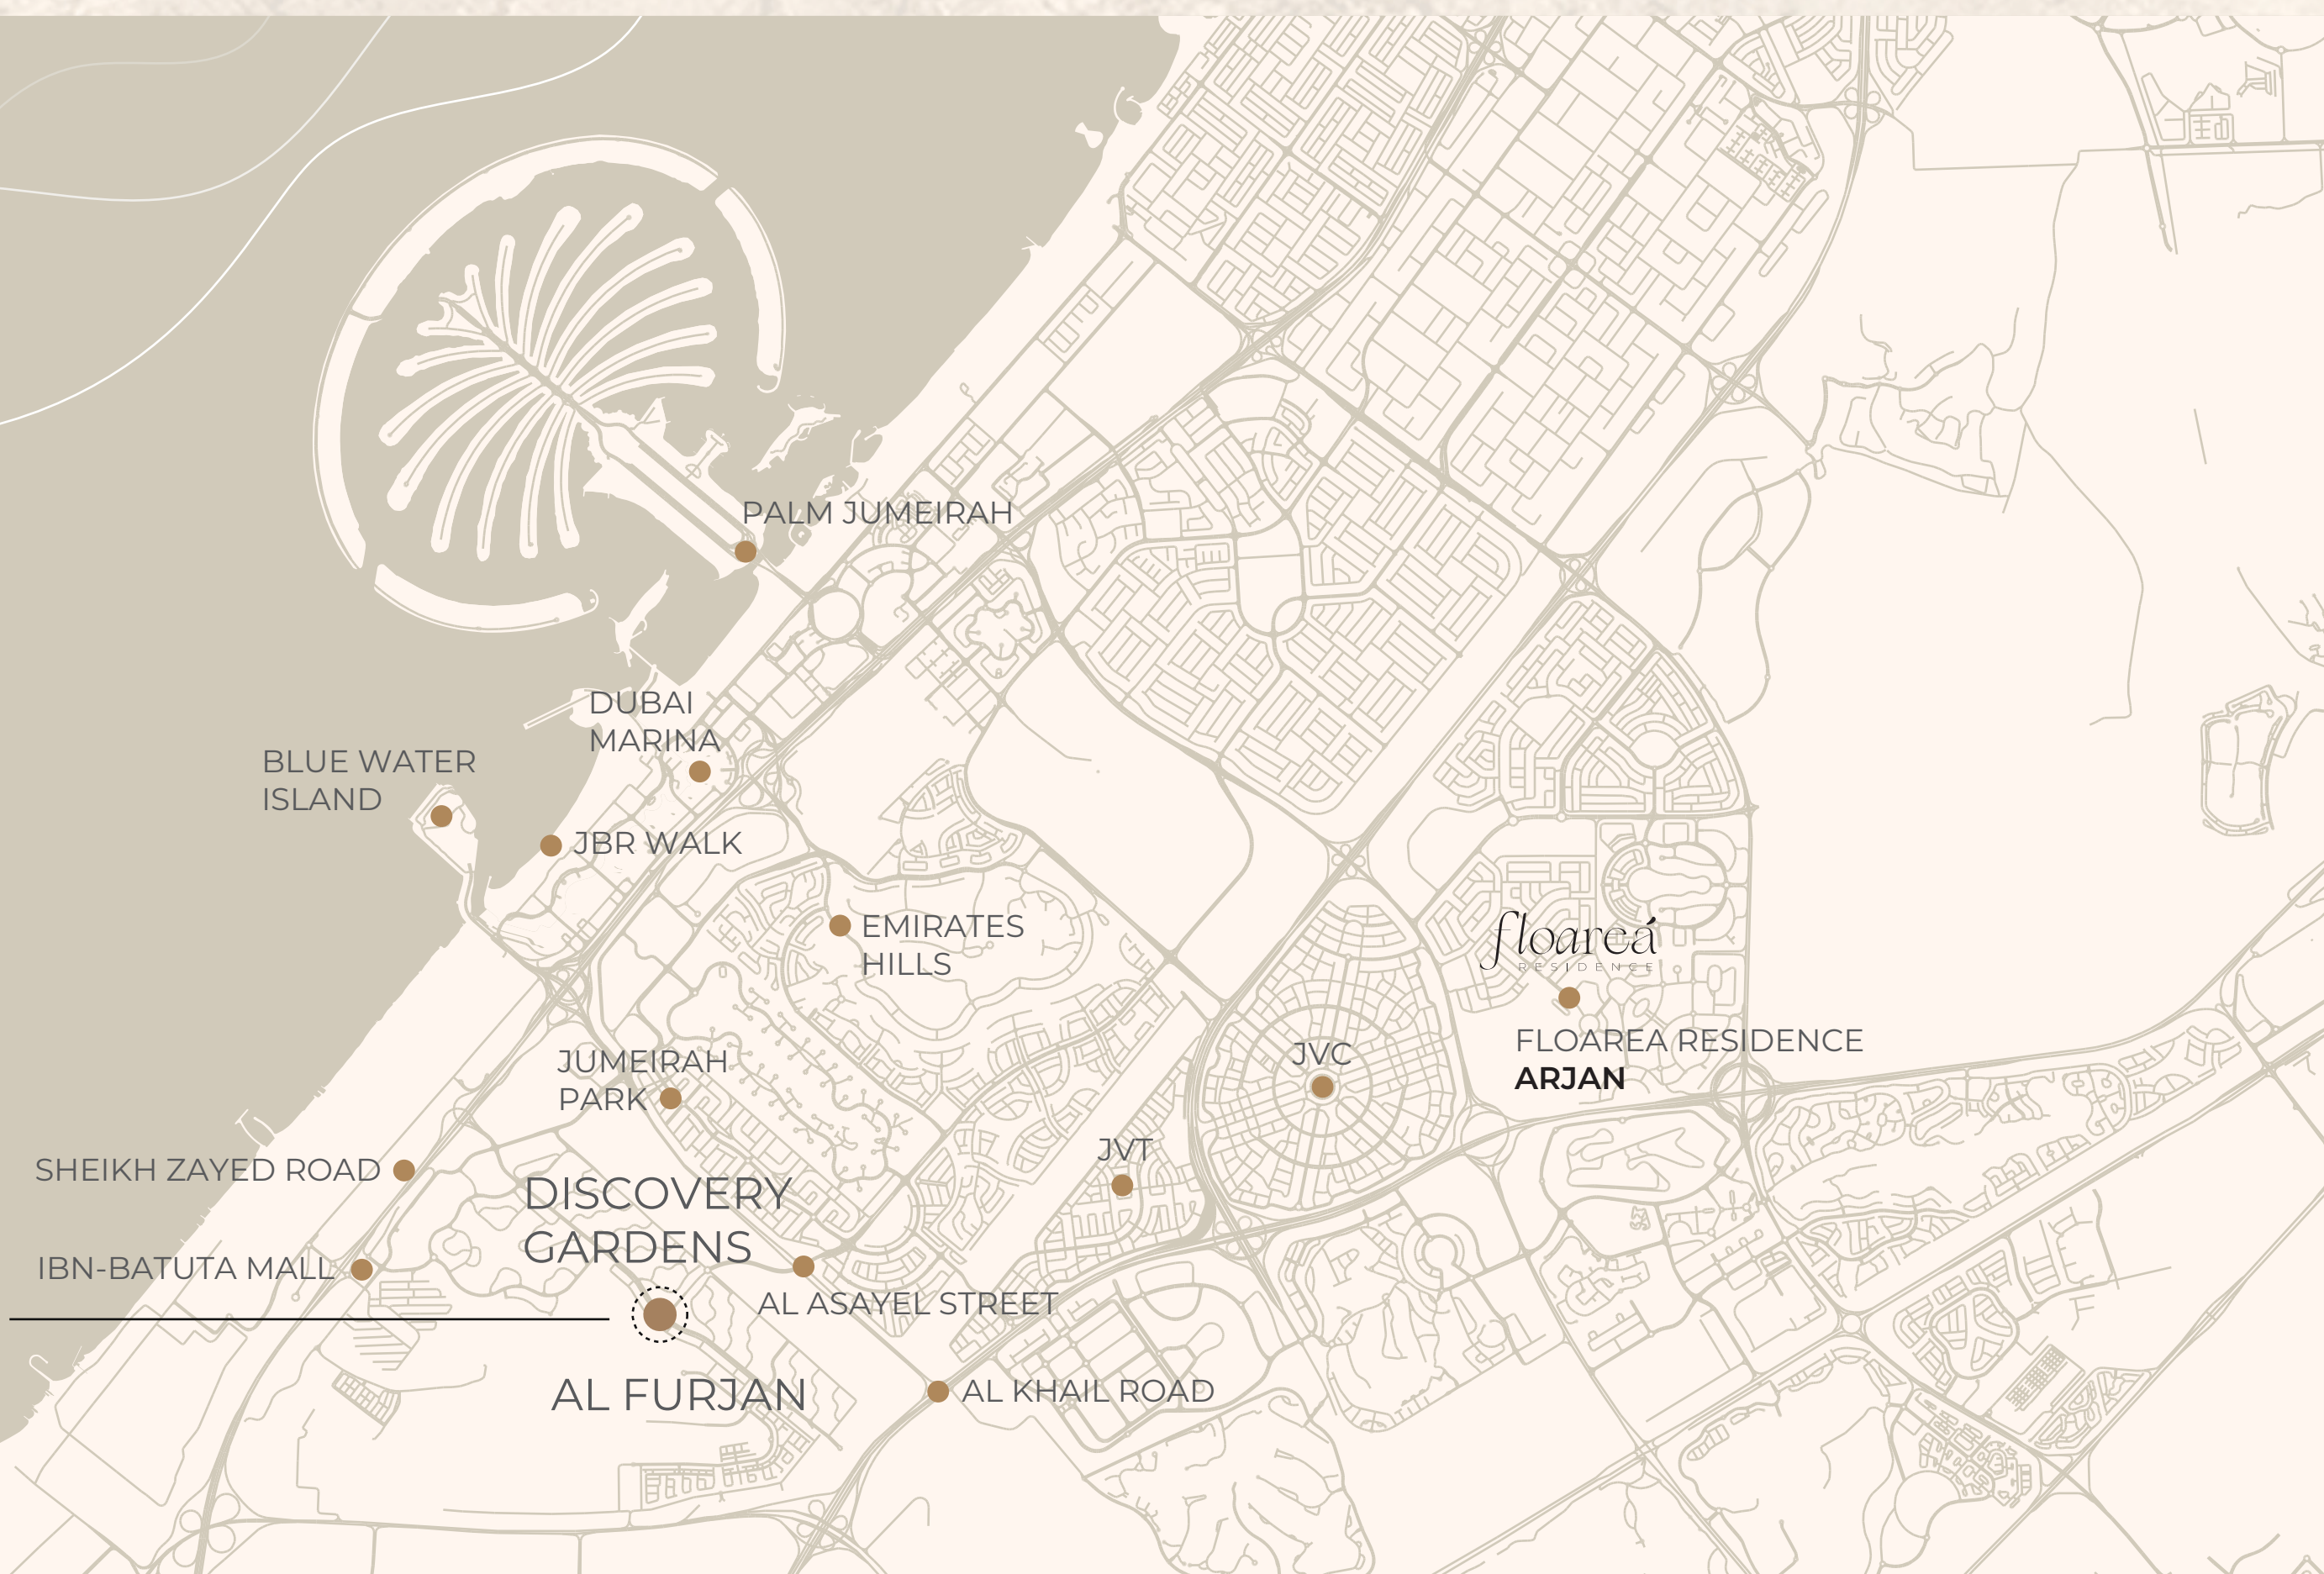 PALM JUMEIRAH
DUBAI
MARINA
BLUE WATER
ISLAND
JBR WALK
EMIRATES
HILLS
floareá
RESIDENCE
FLOAREA RESIDENCE
ARJAN
JVC
JUMEIRAH
PARK
JVT
SHEIKH ZAYED ROAD
DISCOVERY
GARDENS
IBN-BATUTA MALL
AL ASAYEL STREET
AL FURJAN
AL KHAIL ROAD